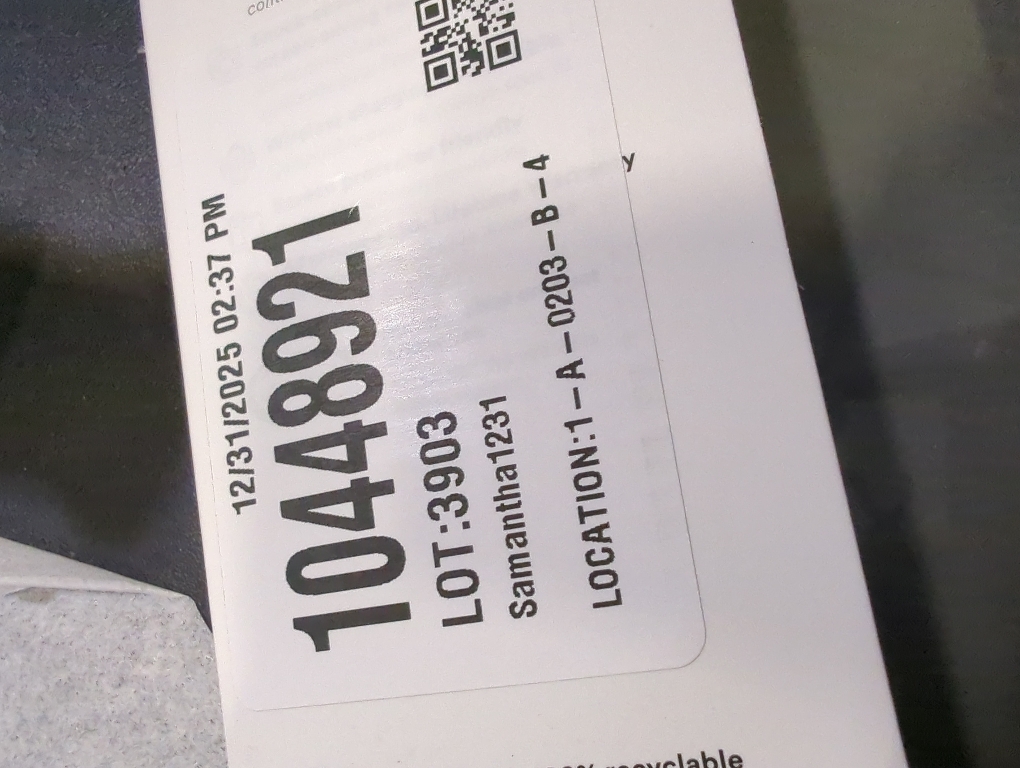 12/31/2025 02:37 PM
10448921
LOT:3903
Samantha1231
LOCATION:1-A-0203-B-4
y
recyclable